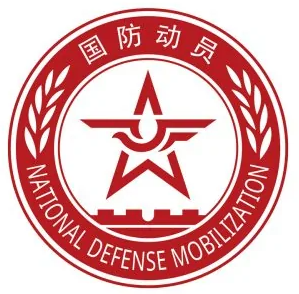 国防动员
NATIONAL DEFENSE MOBILIZATION